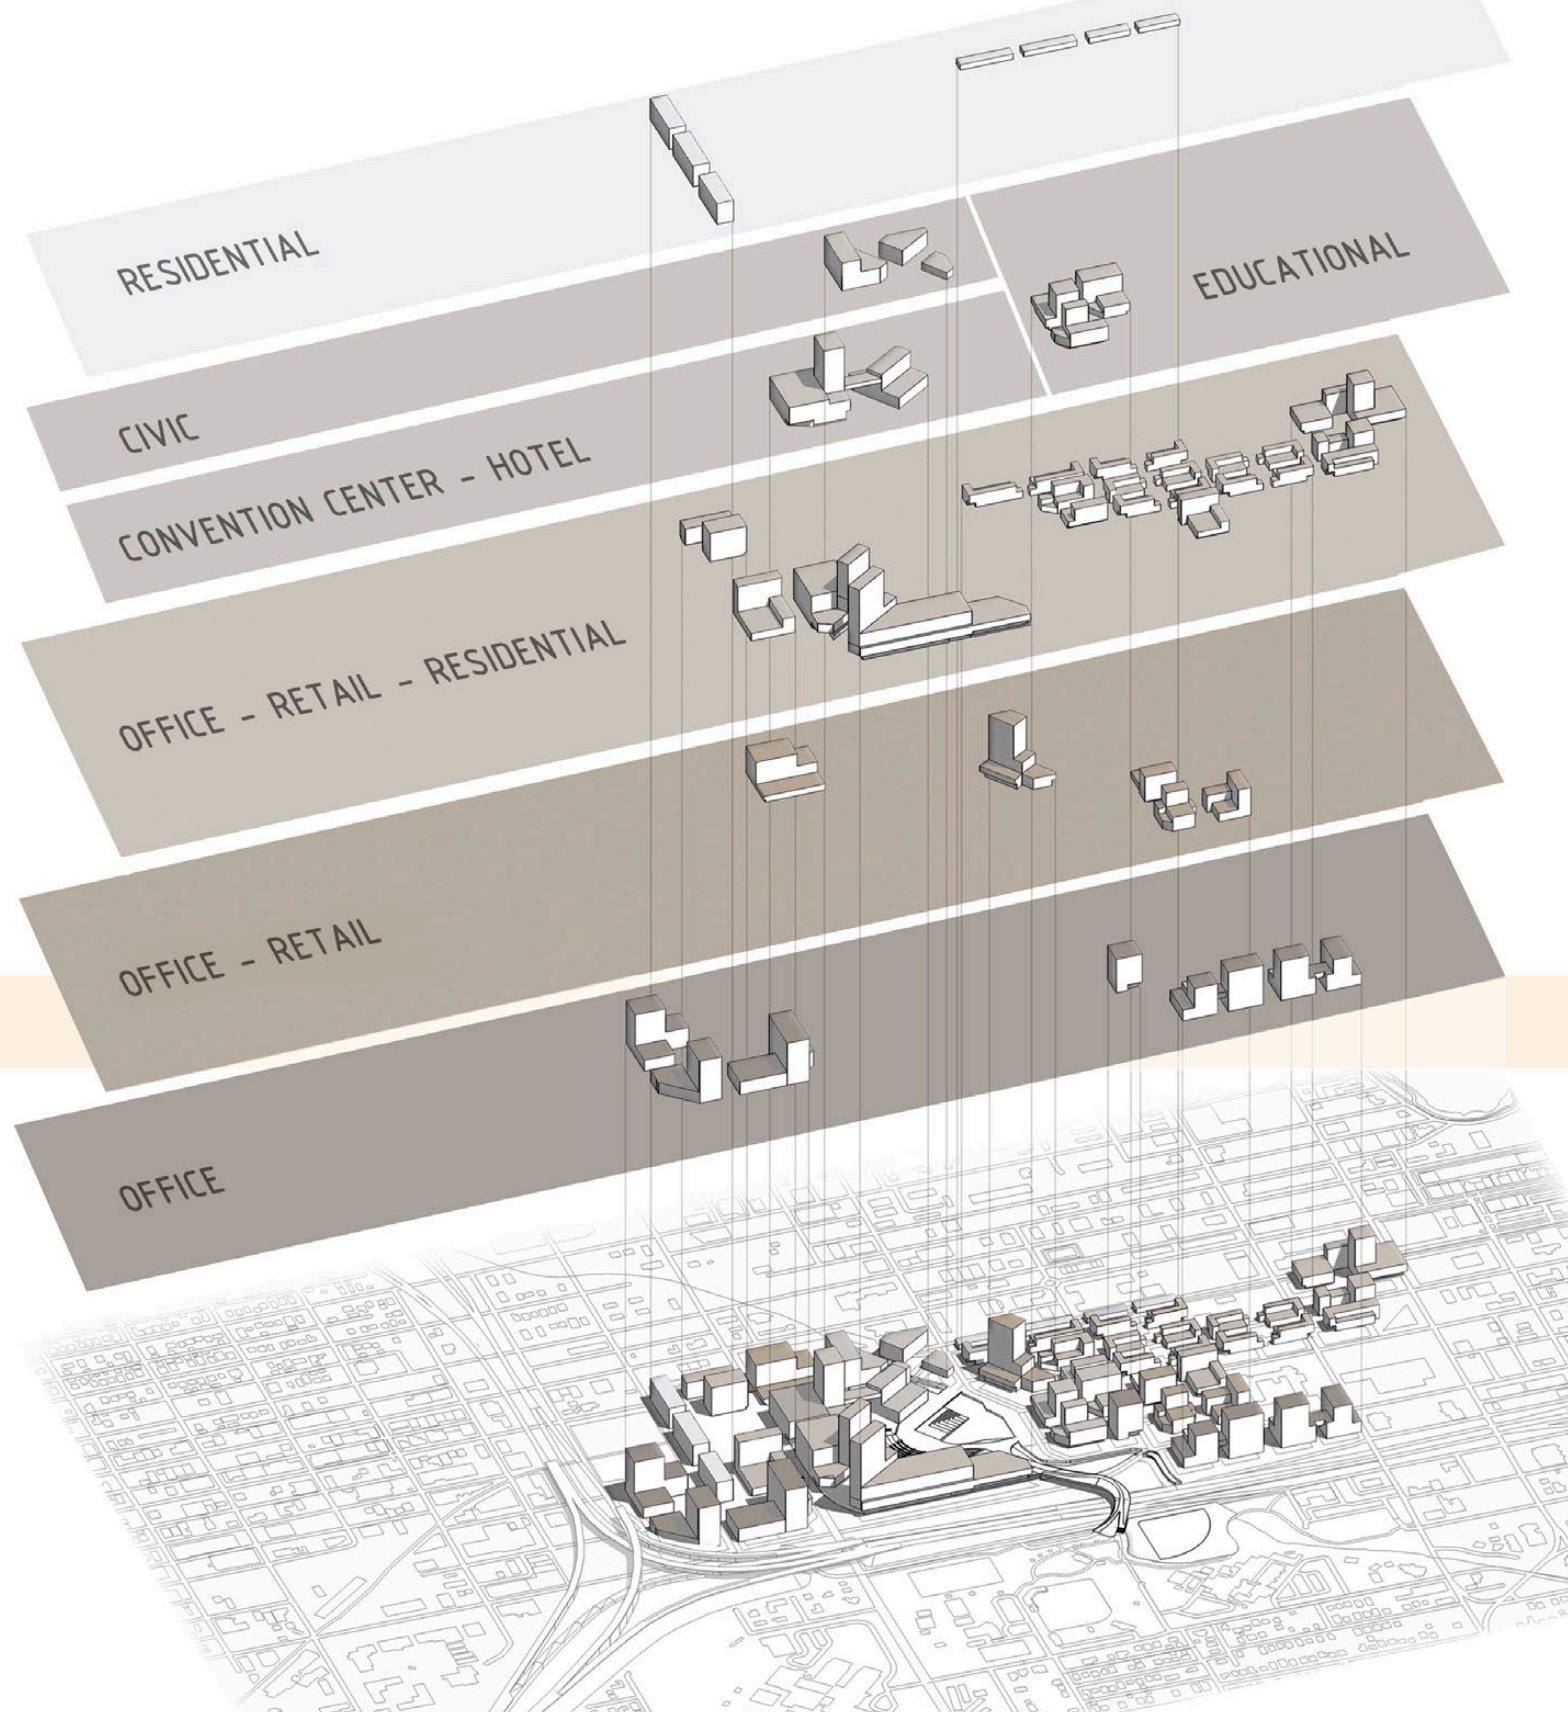 RESIDENTIAL
EDUCATIONAL
CIVIC
CONVENTION CENTER - HOTEL
OFFICE - RETAIL - RESIDENTIAL
OFFICE - RETAIL
OFFICE